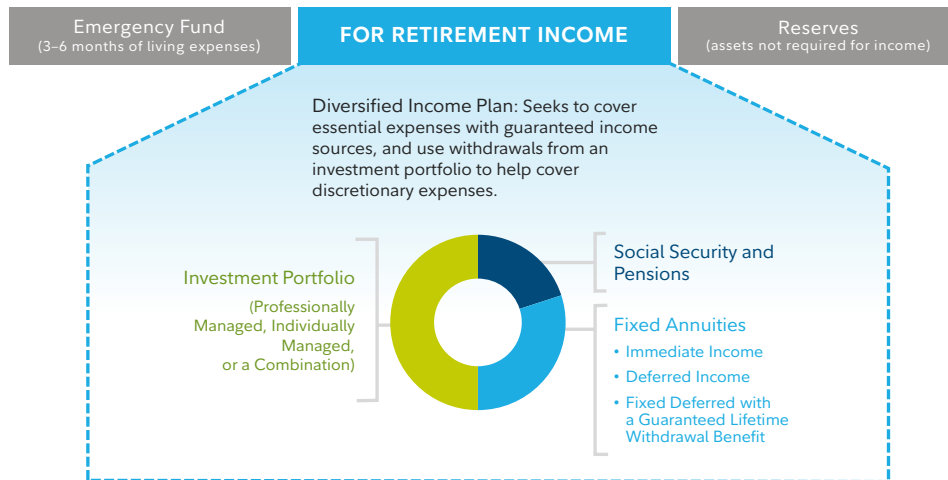 Emergency Fund
(3–6 months of living expenses)
FOR RETIREMENT INCOME
Reserves
(assets not required for income)
Diversified Income Plan: Seeks to cover
essential expenses with guaranteed income
sources, and use withdrawals from an
investment portfolio to help cover
discretionary expenses.
Investment Portfolio
(Professionally
Managed, Individually
Managed,
or a Combination)
Social Security and
Pensions
Fixed Annuities
• Immediate Income
• Deferred Income
• Fixed Deferred with
a Guaranteed Lifetime
Withdrawal Benefit